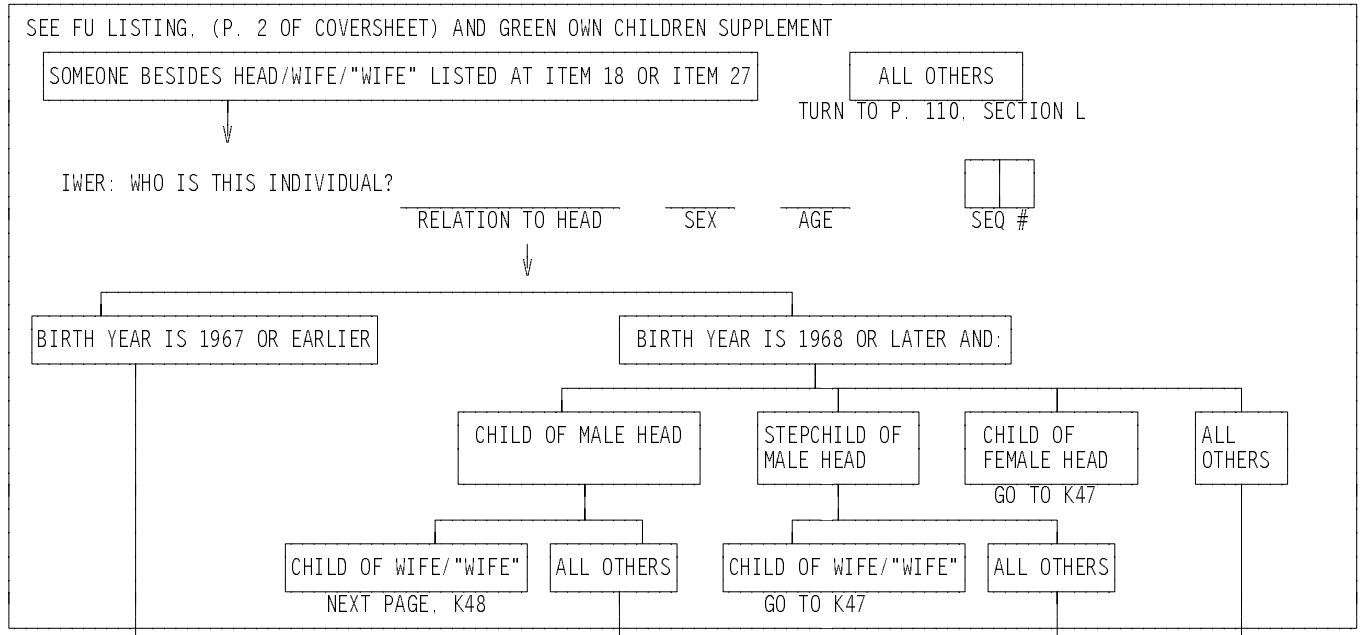 SEE FU LISTING, (P. 2 OF COVERSHEET) AND GREEN OWN CHILDREN SUPPLEMENT
SOMEONE BESIDES HEAD/WIFE/"WIFE" LISTED AT ITEM 18 OR ITEM 27
ALL OTHERS
TURN TO P. 110, SECTION L
IWER: WHO IS THIS INDIVIDUAL?
RELATION TO HEAD
SEX
AGE
SEQ #
BIRTH YEAR IS 1967 OR EARLIER
BIRTH YEAR IS 1968 OR LATER AND:
CHILD OF MALE HEAD
STEPCHILD OF
MALE HEAD
CHILD OF
FEMALE HEAD
GO TO K47
ALL
OTHERS
CHILD OF WIFE/"WIFE"
NEXT PAGE, K48
ALL OTHERS
CHILD OF WIFE/"WIFE"
GO TO K47
ALL OTHERS